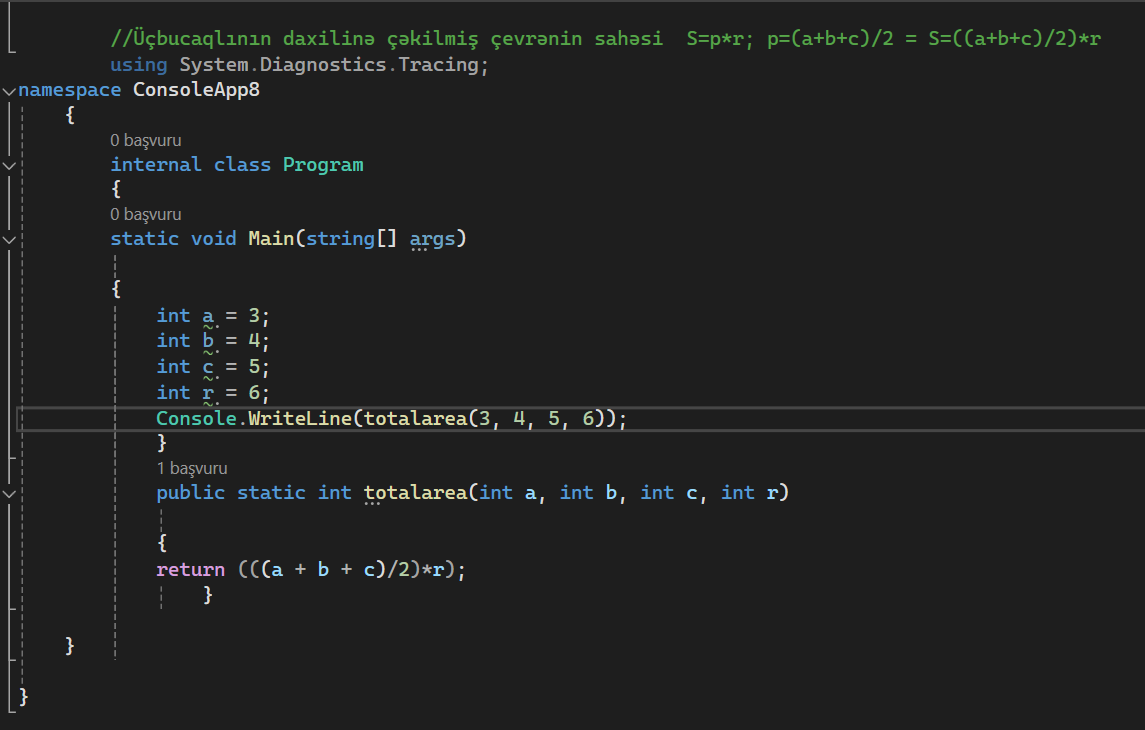 //Üçbucaqlının daxilinə çəkilmiş çevrənin sahəsi  S=p*r; p=(a+b+c)/2 = S=((a+b+c)/2)*r
using System.Diagnostics.Tracing;
namespace ConsoleApp8
{
0 başvuru
internal class Program
{
0 başvuru
static void Main(string[] args)
{
int a = 3;
int b = 4;
int c = 5;
int r = 6;
Console.WriteLine(totalarea(3, 4, 5, 6));
}
1 başvuru
public static int totalarea(int a, int b, int c, int r)
{
return (((a + b + c)/2)*r);
}
}
}